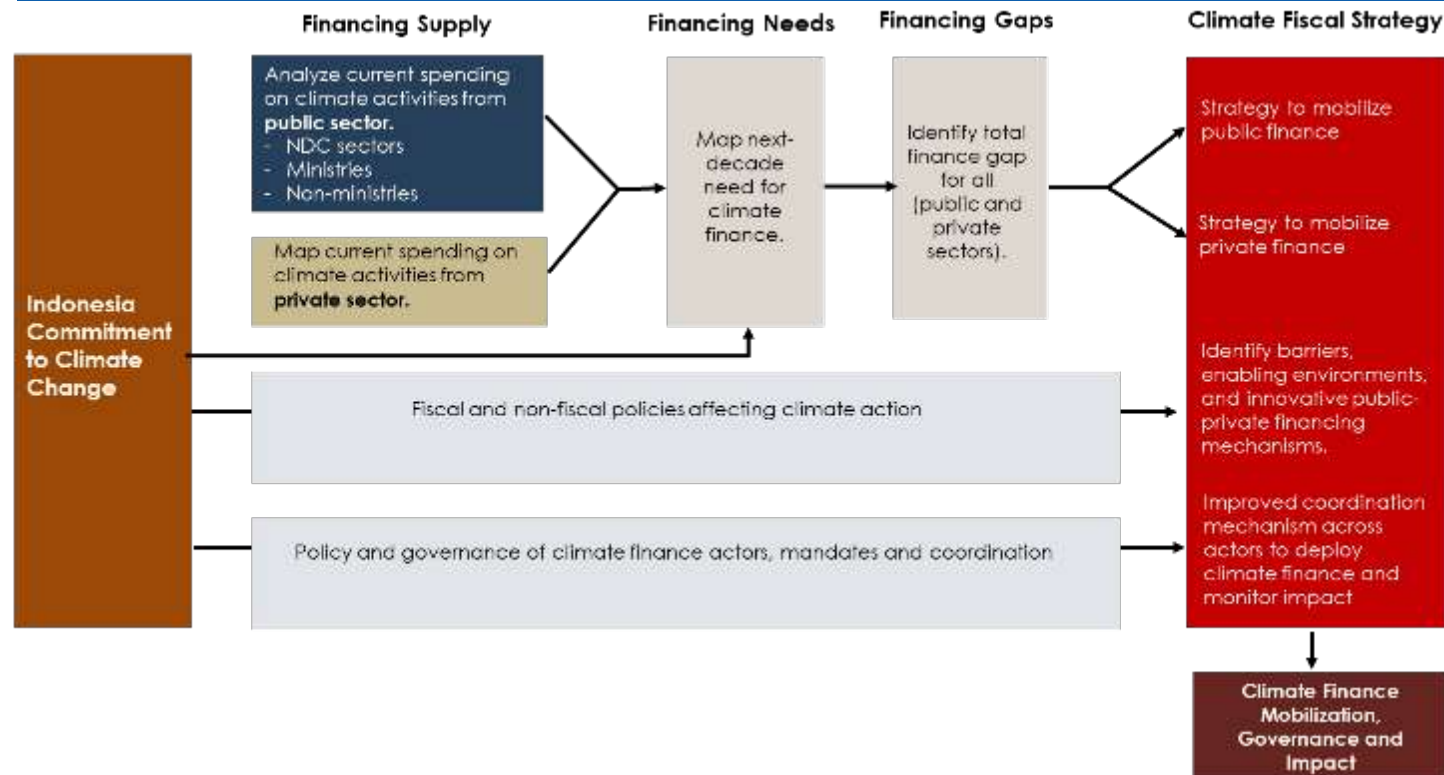 Financing Supply
Financing Needs
Financing Gaps
Climate Fiscal Strategy
Indonesia
Commitment
to Climate
Change
Analyze current spending
on climate activities from
public sector.
- NDC sectors
- Ministries
- Non-ministries
Map current spending on
climate activities from
private sector.
Map next-
decade
need for
climate
finance.
Identify total
finance gap
for all
(public and
private
sectors).
Strategy to mobilize
public finance
Strategy to mobilize
private finance
Identify barriers,
enabling environments,
and innovative public-
private financing
mechanisms.
Improved coordination
mechanism across
actors to deploy
climate finance and
monitor impact
Fiscal and non-fiscal policies affecting climate action
Policy and governance of climate finance actors, mandates and coordination
Climate Finance
Mobilization,
Governance and
Impact